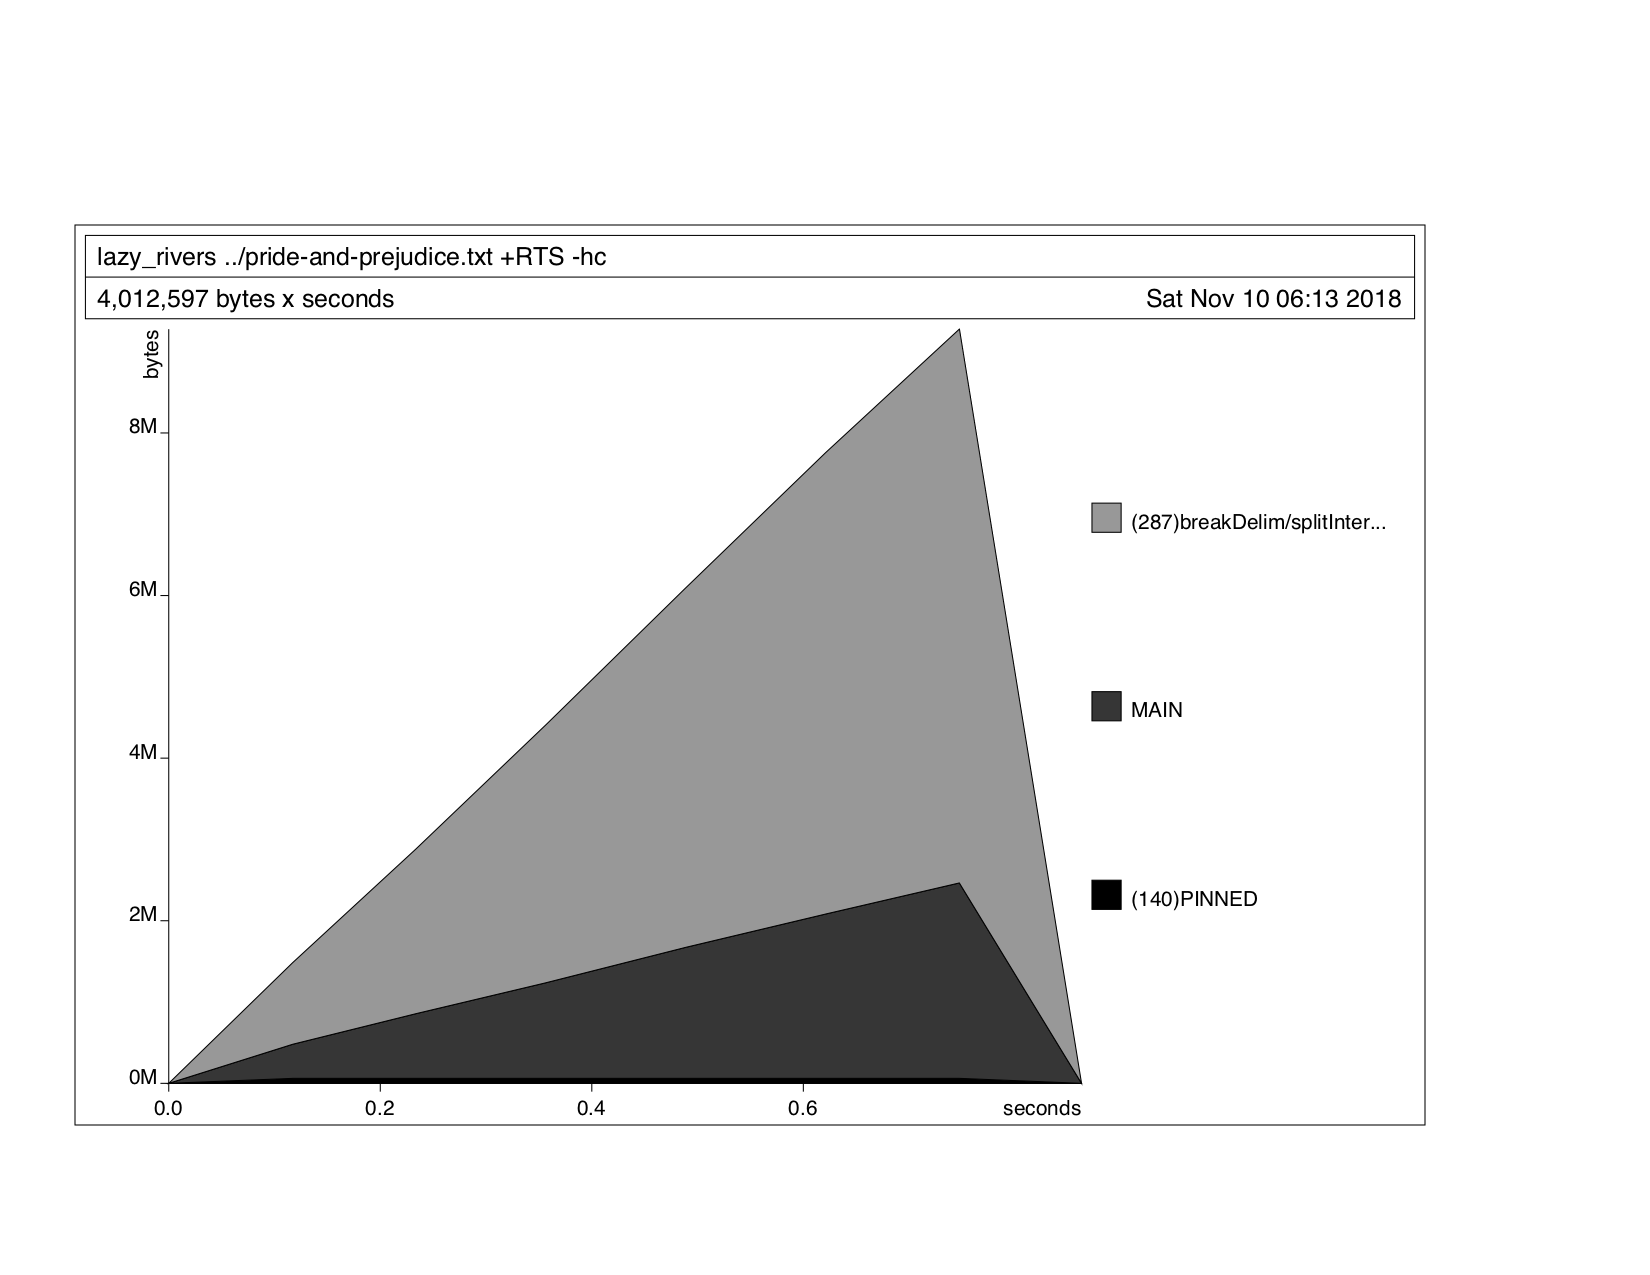 lazy_rivers ../pride-and-prejudice.txt +RTS -hc
4,012,597 bytes x seconds
Sat Nov 10 06:13 2018
bytes
8M
6M
4M
2M
0M
0.0
0.2
0.4
0.6
seconds
(287)breakDelim/splitInter...
MAIN
(140)PINNED